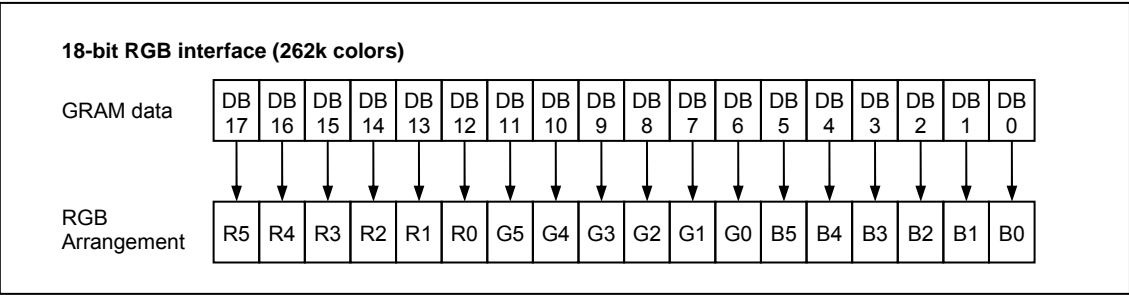 18-bit RGB interface (262k colors)
GRAM data
DB DB DB DB DB DB DB DB DB DB DB DB DB DB DB DB DB DB
17 16 15 14 13 12 11 10 9 8 7 6 5 4 3 2 1 0
RGB
Arrangement
R5 R4 R3 R2 R1 R0 G5 G4 G3 G2 G1 G0 B5 B4 B3 B2 B1 B0